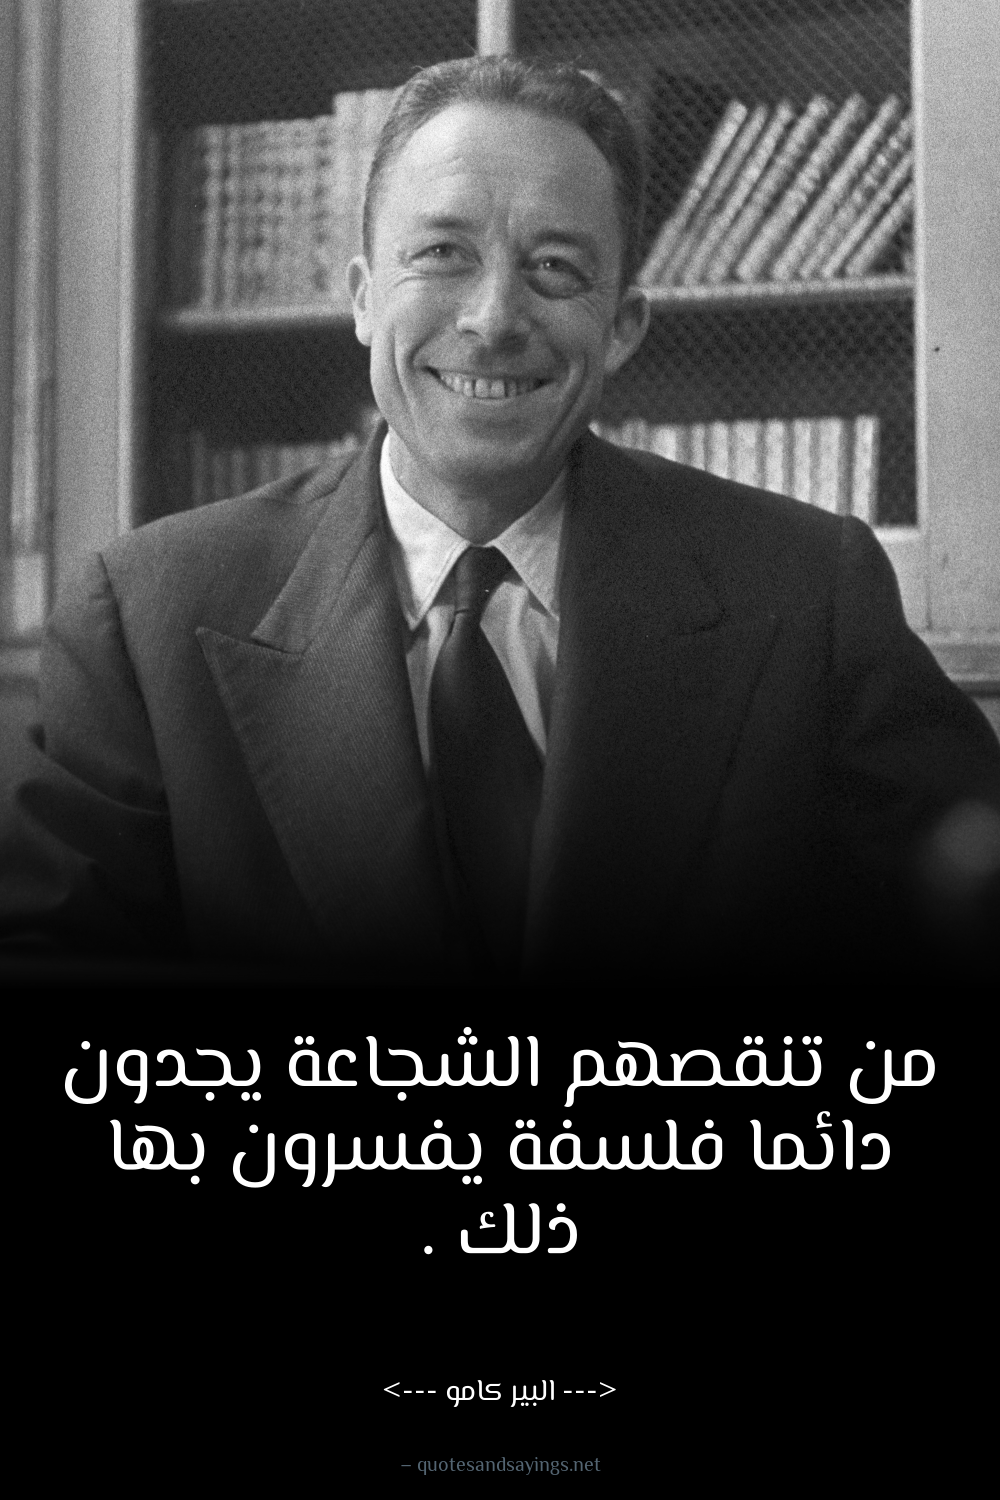 من تنقصهم الشجاعة يجدون
دائما فلسفة يفسرون بها
ذلك .
<--- البير كامو --->
– quotesandsayings.net